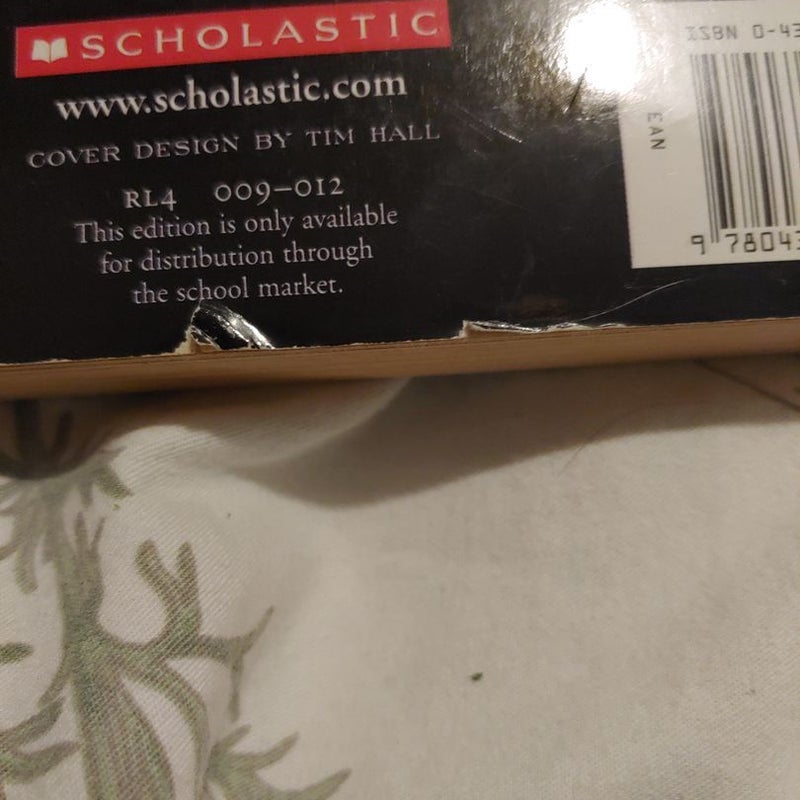 SCHOLASTIC
www.scholastic.com
COVER DESIGN BY TIM HALL
RL4 009–012
This edition is only available
for distribution through
the school market.
ISBN 0-43
EAN
9 78043